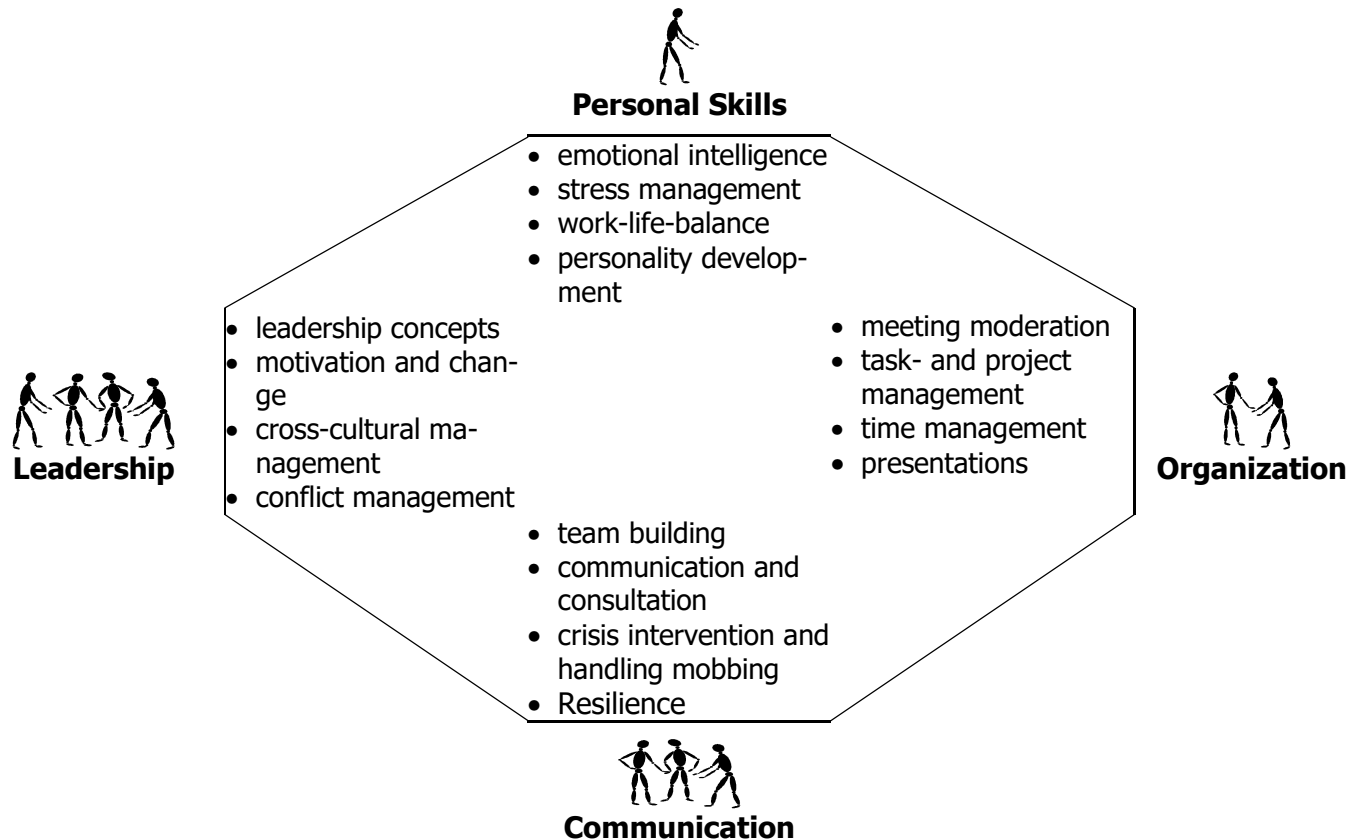 Personal Skills
• emotional intelligence
• stress management
• work-life-balance
• personality develop-
ment
• leadership concepts
• motivation and chan-
ge
• cross-cultural ma-
nagement
• conflict management
Leadership
• meeting moderation
• task- and project
management
• time management
• presentations
Organization
• team building
• communication and
consultation
• crisis intervention and
handling mobbing
• Resilience
Communication